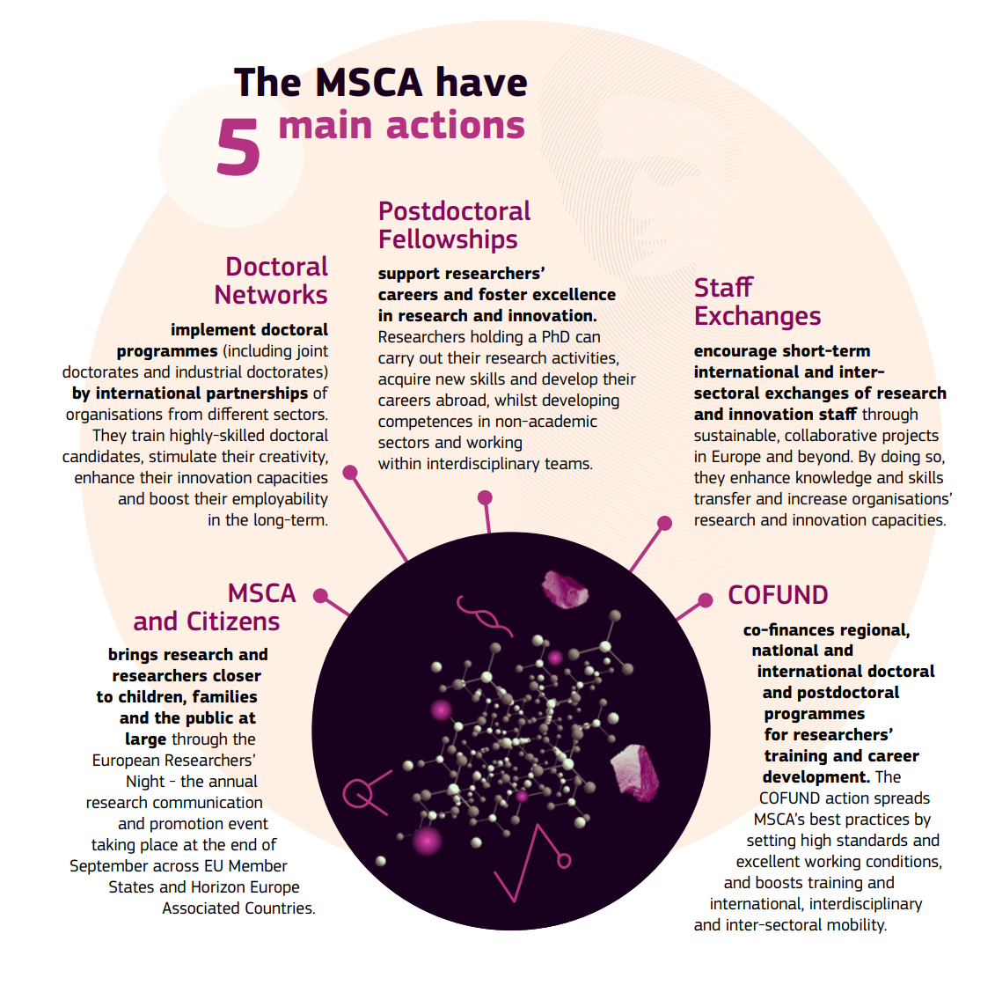 The MSCA have
5 main actions
Postdoctoral
Fellowships
support researchers’
careers and foster excellence
in research and innovation.
Researchers holding a PhD can
carry out their research activities,
acquire new skills and develop their
careers abroad, whilst developing
competences in non-academic
sectors and working
within interdisciplinary teams.
Doctoral
Networks
implement doctoral
programmes (including joint
doctorates and industrial doctorates)
by international partnerships of
organisations from different sectors.
They train highly-skilled doctoral
candidates, stimulate their creativity,
enhance their innovation capacities
and boost their employability
in the long-term.
Staff
Exchanges
encourage short-term
international and inter-
sectoral exchanges of research
and innovation staff through
sustainable, collaborative projects
in Europe and beyond. By doing so,
they enhance knowledge and skills
transfer and increase organisations’
research and innovation capacities.
MSCA
and Citizens
brings research and
researchers closer
to children, families
and the public at
large through the
European Researchers’
Night - the annual
research communication
and promotion event
taking place at the end of
September across EU Member
States and Horizon Europe
Associated Countries.
COFUND
co-finances regional,
natIonal and
international doctoral
and postdoctoral
programmes
for researchers’
training and career
development. The
COFUND action spreads
MSCA’s best practices by
setting high standards and
excellent working conditions,
and boosts training and
international, interdisciplinary
and inter-sectoral mobility.